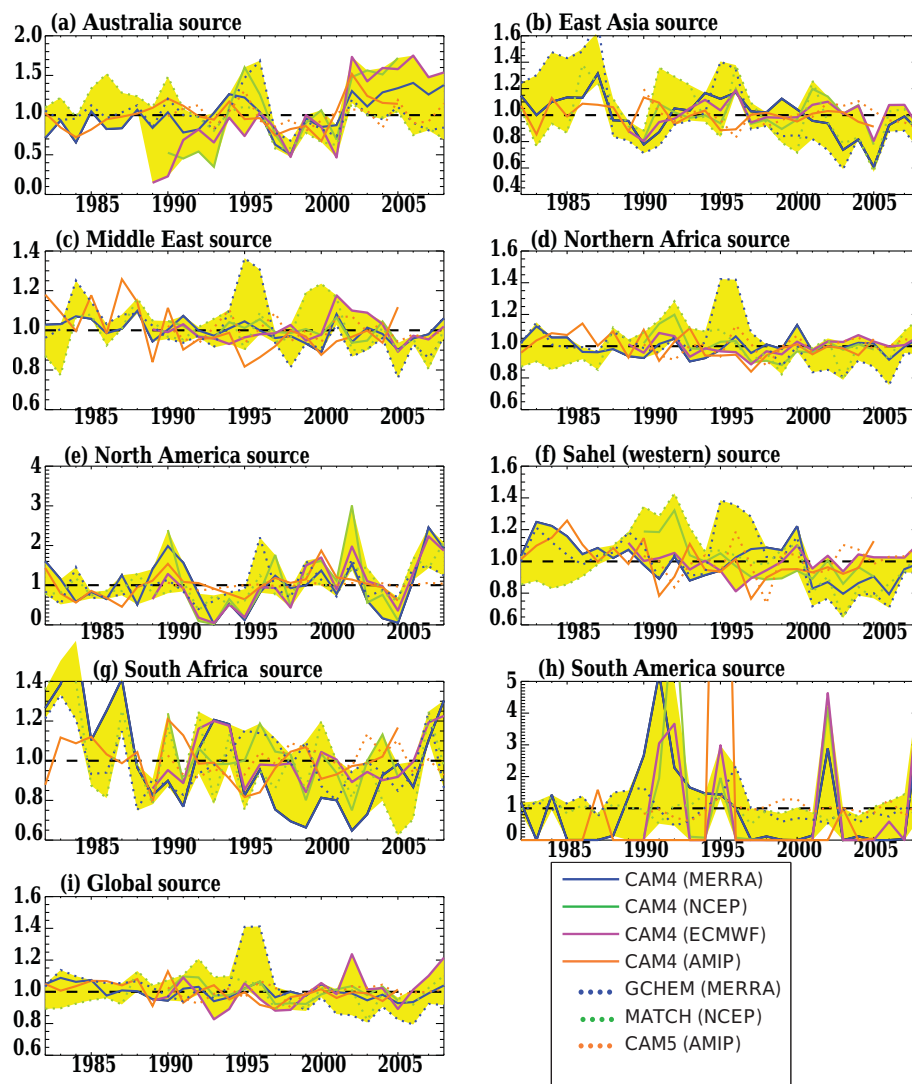 (a) Australia source
2.0
1.5
1.0
0.5
0.0
1985 1990 1995 2000 2005
(b) East Asia source
1.6
1.4
1.2
1.0
0.8
0.6
0.4
1985 1990 1995 2000 2005
(c) Middle East source
1.4
1.2
1.0
0.8
0.6
1985 1990 1995 2000 2005
(d) Northern Africa source
1.6
1.4
1.2
1.0
0.8
0.6
1985 1990 1995 2000 2005
(e) North America source
4
3
2
1
0
1985 1990 1995 2000 2005
(f) Sahel (western) source
1.6
1.4
1.2
1.0
0.8
0.6
1985 1990 1995 2000 2005
(g) South Africa source
1.4
1.2
1.0
0.8
0.6
1985 1990 1995 2000 2005
(h) South America source
5
4
3
2
1
0
1985 1990 1995 2000 2005
(i) Global source
1.4
1.2
1.0
0.8
0.6
1985 1990 1995 2000 2005
CAM4 (MERRA)
CAM4 (NCEP)
CAM4 (ECMWF)
CAM4 (AMIP)
GCHEM (MERRA)
MATCH (NCEP)
CAM5 (AMIP)